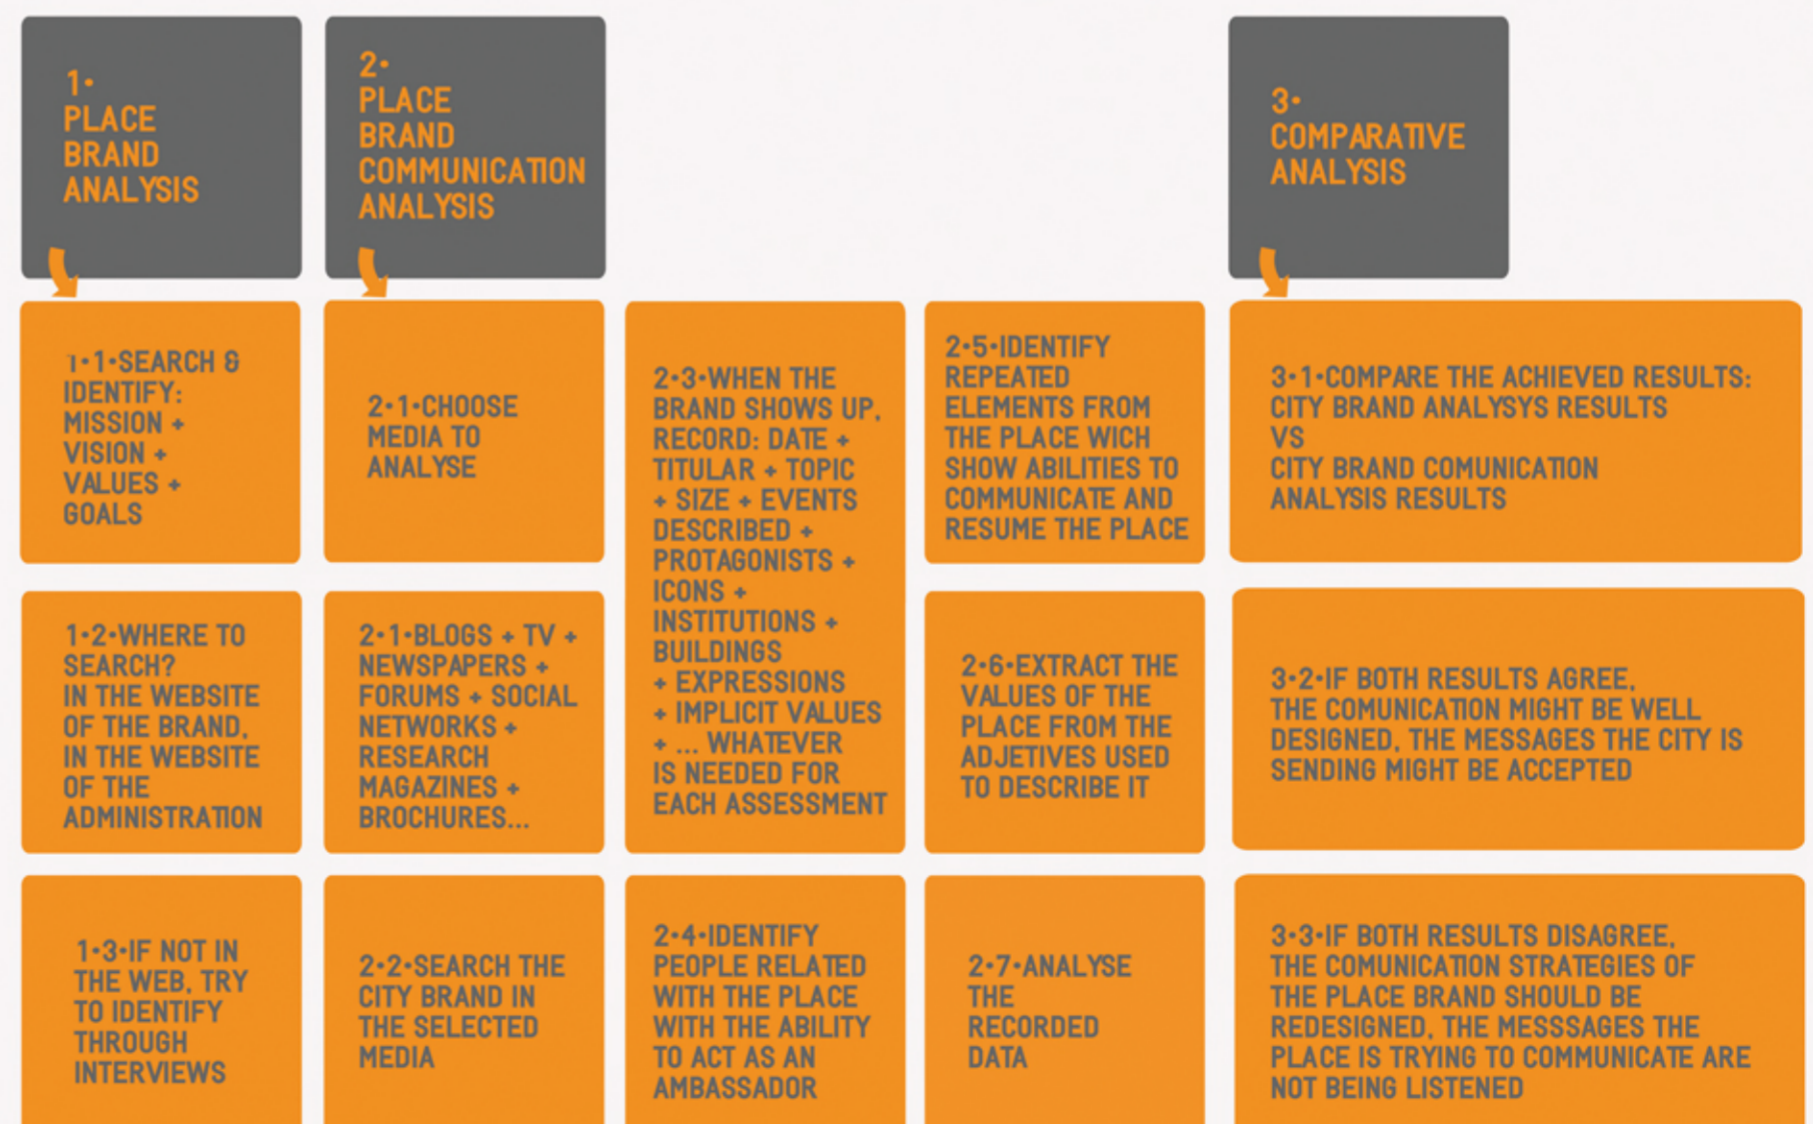 1•
PLACE
BRAND
ANALYSIS
1•1•SEARCH &
IDENTIFY:
MISSION +
VISION +
VALUES +
GOALS
1•2•WHERE TO
SEARCH?
IN THE WEBSITE
OF THE BRAND,
IN THE WEBSITE
OF THE
ADMINISTRATION
1•3•IF NOT IN
THE WEB, TRY
TO IDENTIFY
THROUGH
INTERVIEWS
2•
PLACE
BRAND
COMMUNICATION
ANALYSIS
2•1•CHOOSE
MEDIA TO
ANALYSE
2•1•BLOGS + TV +
NEWSPAPERS +
FORUMS + SOCIAL
NETWORKS +
RESEARCH
MAGAZINES +
BROCHURES...
2•2•SEARCH THE
CITY BRAND IN
THE SELECTED
MEDIA
2•3•WHEN THE
BRAND SHOWS UP,
RECORD: DATE +
TITULAR + TOPIC
+ SIZE + EVENTS
DESCRIBED +
PROTAGONISTS +
ICONS +
INSTITUTIONS +
BUILDINGS
+ EXPRESSIONS
+ IMPLICIT VALUES
+ ... WHATEVER
IS NEEDED FOR
EACH ASSESSMENT
2•4•IDENTIFY
PEOPLE RELATED
WITH THE PLACE
WITH THE ABILITY
TO ACT AS AN
AMBASSADOR
2•5•IDENTIFY
REPEATED
ELEMENTS FROM
THE PLACE WICH
SHOW ABILITIES TO
COMMUNICATE AND
RESUME THE PLACE
2•6•EXTRACT THE
VALUES OF THE
PLACE FROM THE
ADJETIVES USED
TO DESCRIBE IT
2•7•ANALYSE
THE
RECORDED
DATA
3•
COMPARATIVE
ANALYSIS
3•1•COMPARE THE ACHIEVED RESULTS:
CITY BRAND ANALYSYS RESULTS
VS
CITY BRAND COMUNICATION
ANALYSIS RESULTS
3•2•IF BOTH RESULTS AGREE,
THE COMUNICATION MIGHT BE WELL
DESIGNED, THE MESSAGES THE CITY IS
SENDING MIGHT BE ACCEPTED
3•3•IF BOTH RESULTS DISAGREE,
THE COMUNICATION STRATEGIES OF
THE PLACE BRAND SHOULD BE
REDESIGNED, THE MESSSAGES THE
PLACE IS TRYING TO COMMUNICATE ARE
NOT BEING LISTENED